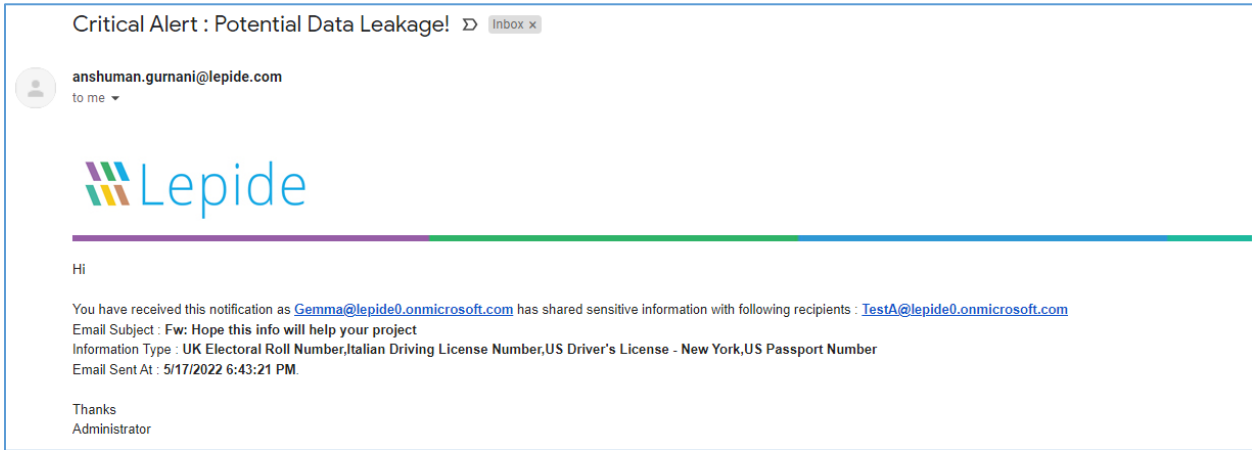 Critical Alert : Potential Data Leakage! Inbox x
anshuman.gurnani@lepide.com
to me
Lepide
Hi
You have received this notification as Gemma@lepide0.onmicrosoft.com has shared sensitive information with following recipients : TestA@lepide0.onmicrosoft.com
Email Subject : Fw: Hope this info will help your project
Information Type : UK Electoral Roll Number,Italian Driving License Number,US Driver's License - New York,US Passport Number
Email Sent At : 5/17/2022 6:43:21 PM.
Thanks
Administrator